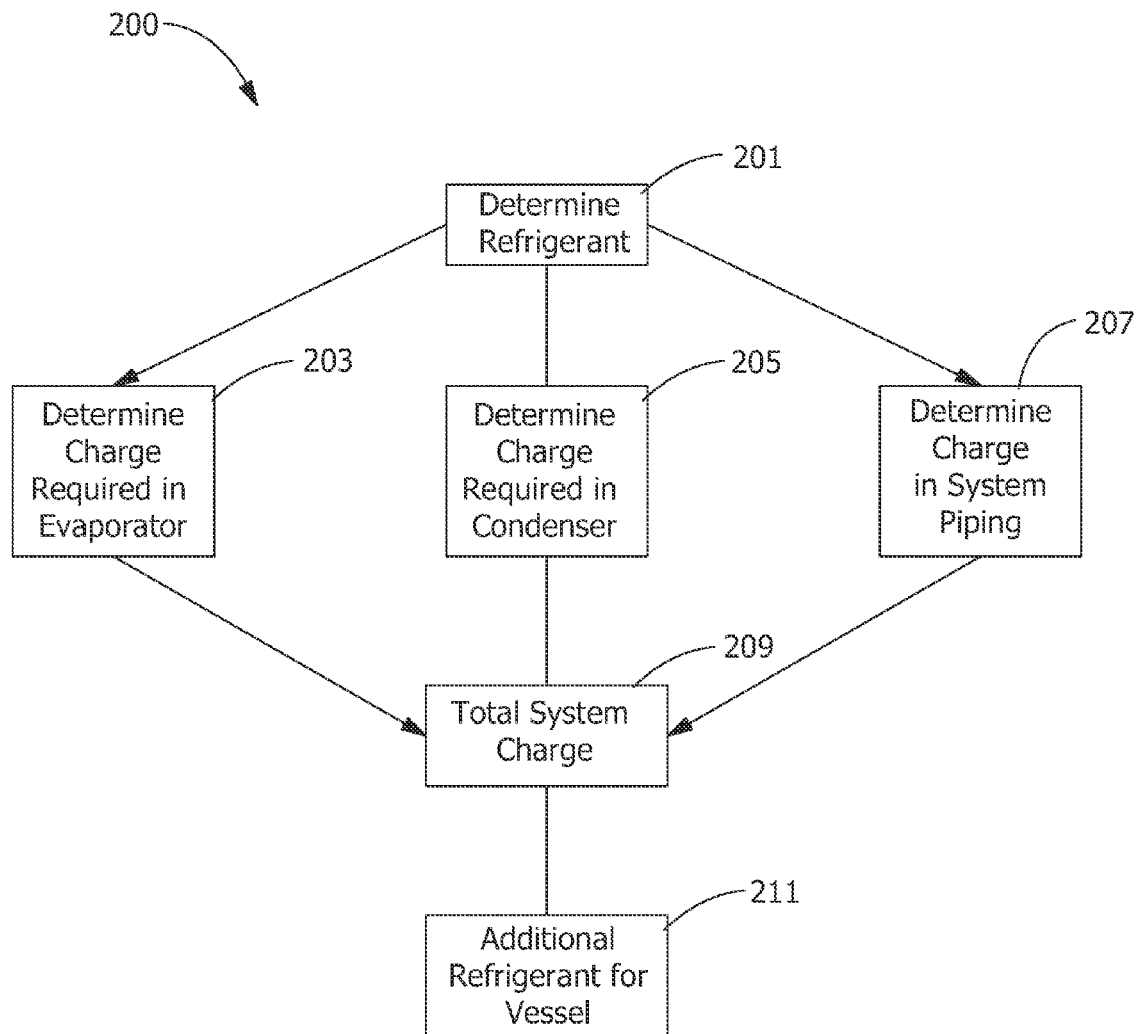 200
201
Determine
Refrigerant
203
Determine
Charge
Required in
Evaporator
205
Determine
Charge
Required in
Condenser
207
Determine
Charge
in System
Piping
209
Total System
Charge
211
Additional
Refrigerant for
Vessel